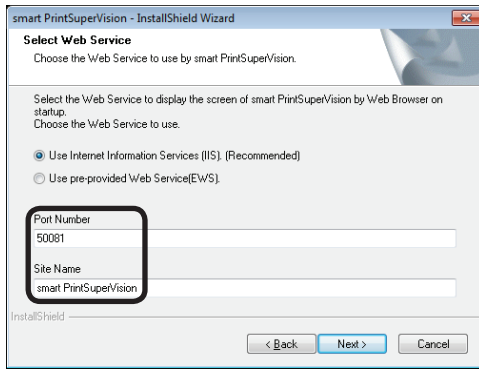 smart PrintSuperVision - InstallShield Wizard
Select Web Service
Choose the Web Service to use by smart PrintSuperVision.
Select the Web Service to display the screen of smart PrintSuperVision by Web Browser on
startup.
Choose the Web Service to use.
Use Internet Information Services (IIS). (Recommended)
Use pre-provided Web Service(EWS).
Port Number
50081
Site Name
smart PrintSuperVision
InstallShield
< Back Next > Cancel